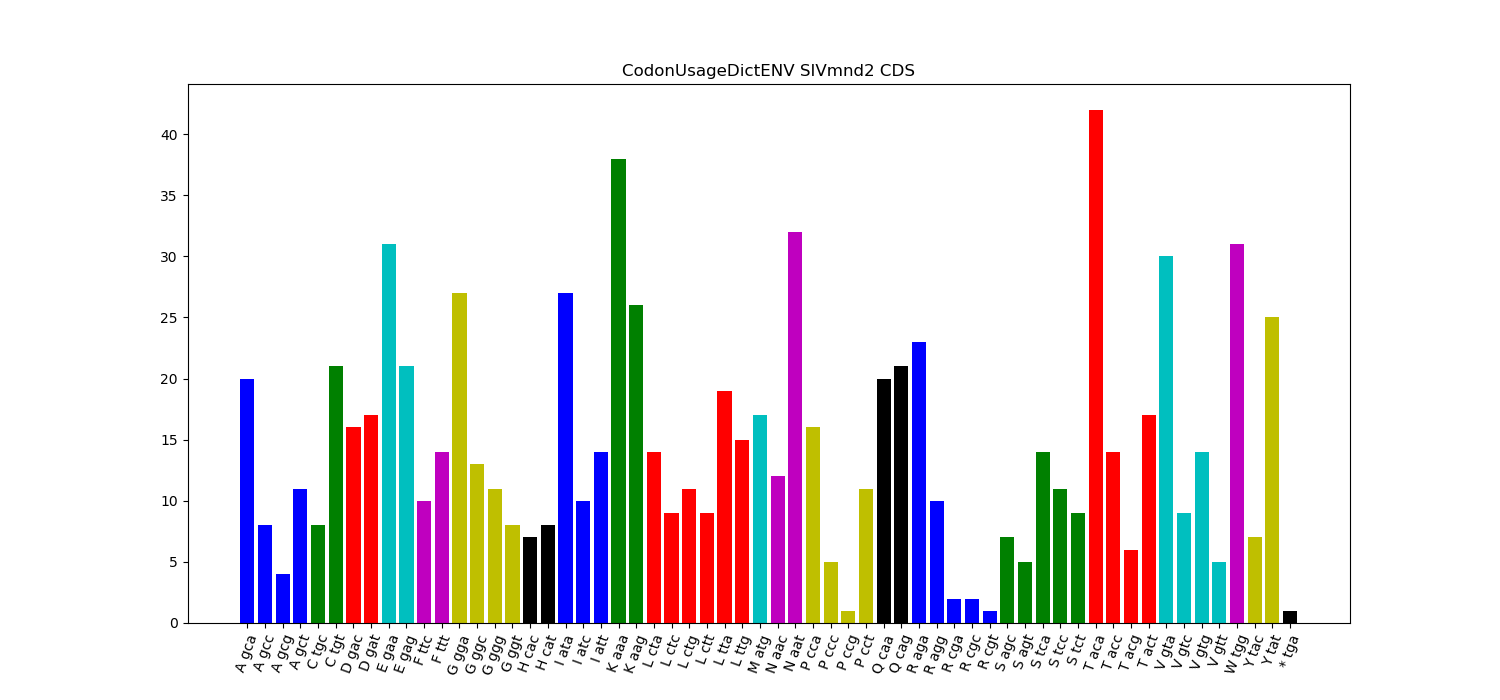 CodonUsageDictENV SIVmnd2 CDS
40
35
30
25
20
15
10
5
0
A gca
A gcc
A gcg
A gct
C tgc
C tgt
D gac
D gat
E gaa
E gag
F ttc
F ttt
G gga
G ggc
G ggg
G ggt
H cac
H cat
I ata
I atc
I att
K aaa
K aag
L cta
L ctc
L ctg
L ctt
L tta
L ttg
M atg
N aac
N aat
P cca
P ccc
P ccg
P cct
Q caa
Q cag
R aga
R agg
R cga
R cgc
R cgt
S agc
S agt
S tca
S tcc
S tct
T aca
T acc
T acg
T act
V gta
V gtc
V gtg
V gtt
W tgg
Y tac
Y tat
* tga